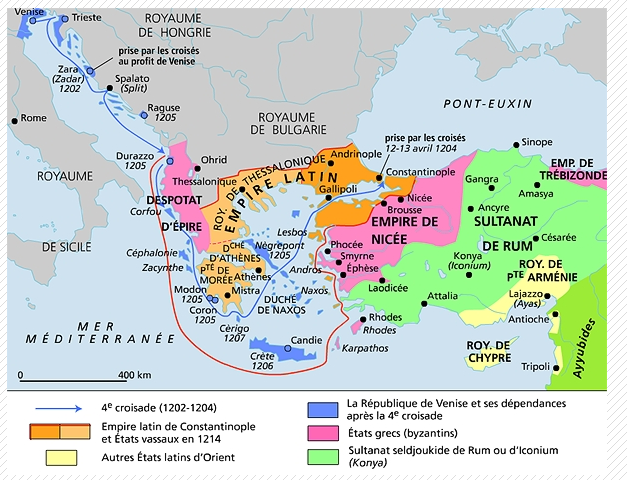 Venise
Trieste
ROYAUME
DE HONGRIE
prise par les croisés
au profit de Venise
Zara
(Zadar)
1202
Spalato
(Split)
Rome
Raguse
1205
PONT-EUXIN
ROYAUME
DE BULGARIE
prise par les croisés
12-13 avril 1204
Sinope
Durazzo
1205
Ohrid
Andrinople
Constantinople
EMP. DE
TRÉBIZONDE
ROYAUME
Thessalonique
ROY. DE THESSALONIQUE
EMPIRE LATIN
Gallipoli
Gangra
Amasya
DESPOTAT
D'ÉPIRE
Corfou
Nicée
Brousse
Ancyre
SULTANAT
DE RUM
EMPIRE DE
NICÉE
Lesbos
Césarée
DE SICILE
Céphalonie
Zacynthe
DCHÉ
D'ATHÈNES
Négrepont
1205
Phocée
Smyrne
Éphèse
Konya
(Iconium)
ROY. DE
PTE ARMÉNIE
PTÉ DE
MORÉE
Athènes
Andros
Modon
1205
Mistra
Naxos
Laodicée
Lajazzo
(Ayas)
Coron
1205
DUCHÉ
DE NAXOS
Attalia
Antioche
MER
MÉDITERRANÉE
Cèrigo
1207
Rhodes
Rhodes
Candie
Karpathos
ROY. DE
CHYPRE
Crète
1206
Tripoli
Ayyubides
0
400 km
4e croisade (1202-1204)
Empire latin de Constantinople
et États vassaux en 1214
Autres États latins d'Orient
La République de Venise et ses dépendances
après la 4e croisade
États grecs (byzantins)
Sultanat seldjoukide de Rum ou d'Iconium
(Konya)